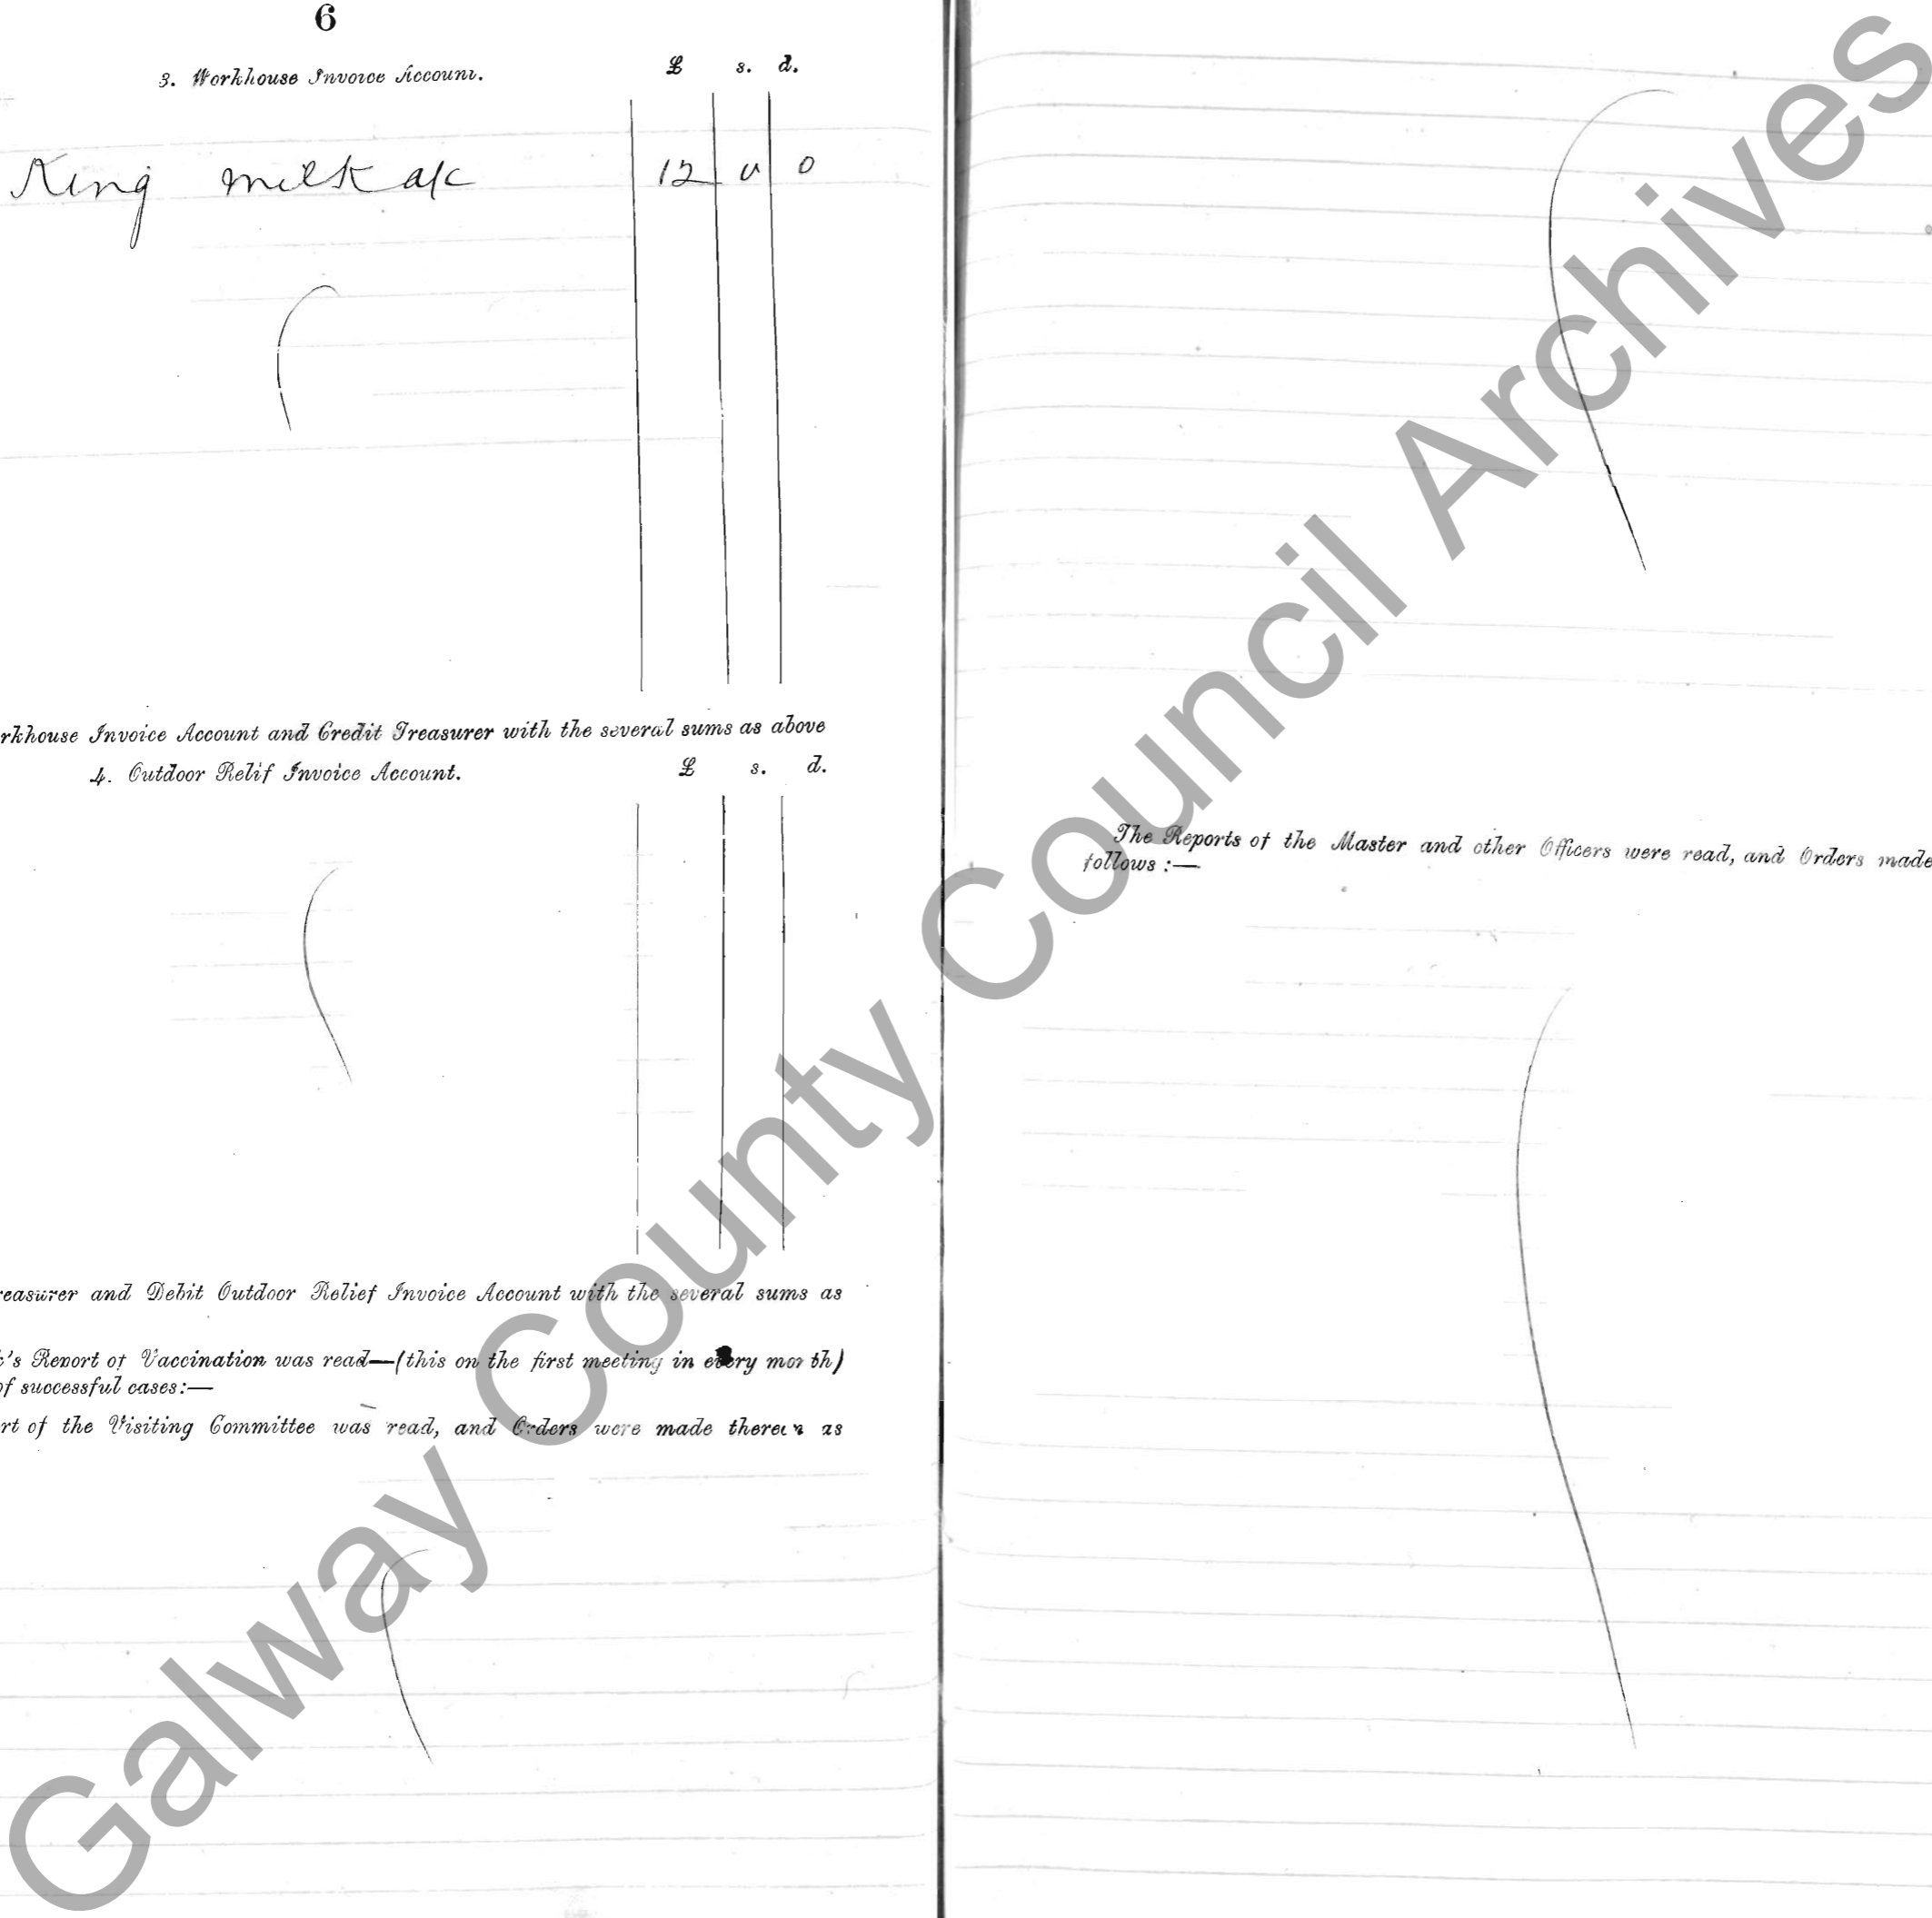 6
3. Workhouse Invoice Account. £ s. d.
King milk a/c 12 0 0
rkhouse Invoice Account and Credit Treasurer with the several sums as above
4. Outdoor Relif Invoice Account. £ s. d.
reasurer and Debit Outdoor Relief Invoice Account with the several sums as
's Report of Vaccination was read—(this on the first meeting in every month)
of successful cases:—
rt of the Visiting Committee was read, and Orders were made thereon as
The Reports of the Master and other Officers were read, and Orders made
follows :—
Galway County Council Archives